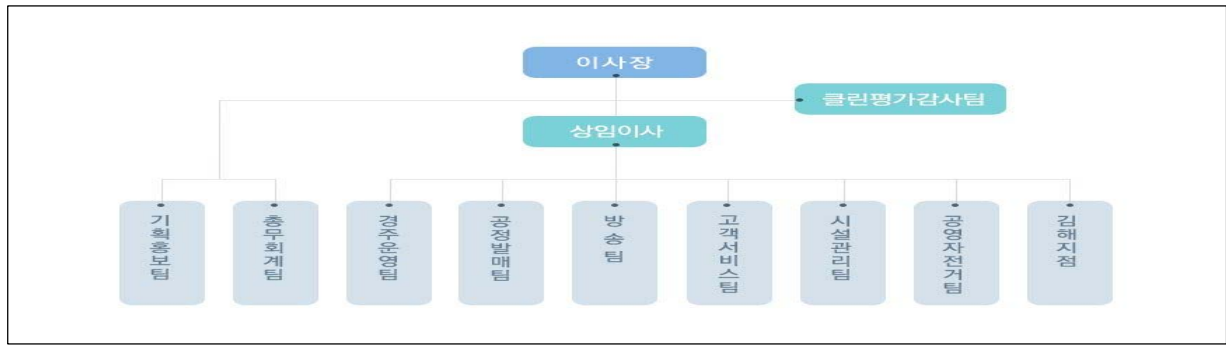 이사장
클린평가감사팀
상임이사
기획홍보팀
총무회계팀
경주운영팀
공정발매팀
방송팀
고객서비스팀
시설관리팀
공영자전거팀
김해지점